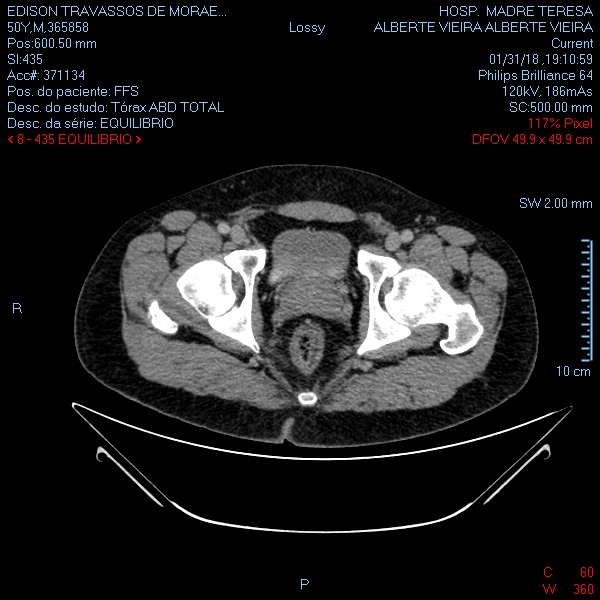 EDISON TRAVASSOS DE MORAE...
50Y,M,365858
Pos:600.50 mm
SI:435
Acc#: 371134
Pos. do paciente: FFS
Desc. do estudo: Tórax ABD TOTAL
Desc. da série: EQUILIBRIO
< 8 - 435 EQUILIBRIO >
Lossy
HOSP. MADRE TERESA
ALBERTE VIEIRA ALBERTE VIEIRA
Current
01/31/18 ,19:10:59
Philips Brilliance 64
120kV, 186mAs
SC:500.00 mm
117% Pixel
DFOV 49.9 x 49.9 cm
SW 2.00 mm
R
10 cm
P
C 60
W 360